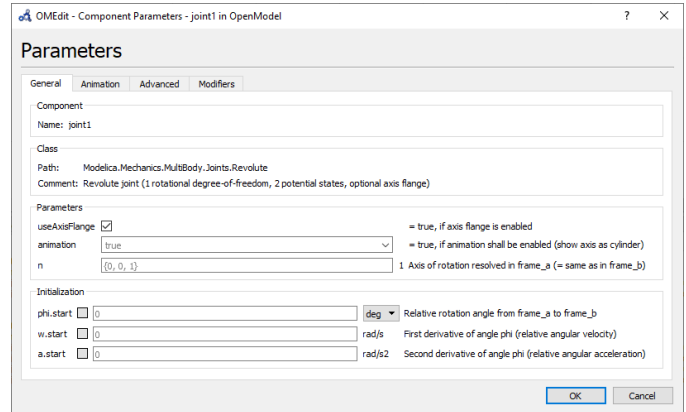 OMEdit - Component Parameters - joint1 in OpenModel ? ×
Parameters
General Animation Advanced Modifiers
Component
Name: joint1
Class
Path: Modelica.Mechanics.MultiBody.Joints.Revolute
Comment: Revolute joint (1 rotational degree-of-freedom, 2 potential states, optional axis flange)
Parameters
useAxisFlange = true, if axis flange is enabled
animation true = true, if animation shall be enabled (show axis as cylinder)
n {0, 0, 1} 1 Axis of rotation resolved in frame_a (= same as in frame_b)
Initialization
phi.start 0 deg Relative rotation angle from frame_a to frame_b
w.start 0 rad/s First derivative of angle phi (relative angular velocity)
a.start 0 rad/s2 Second derivative of angle phi (relative angular acceleration)
OK Cancel